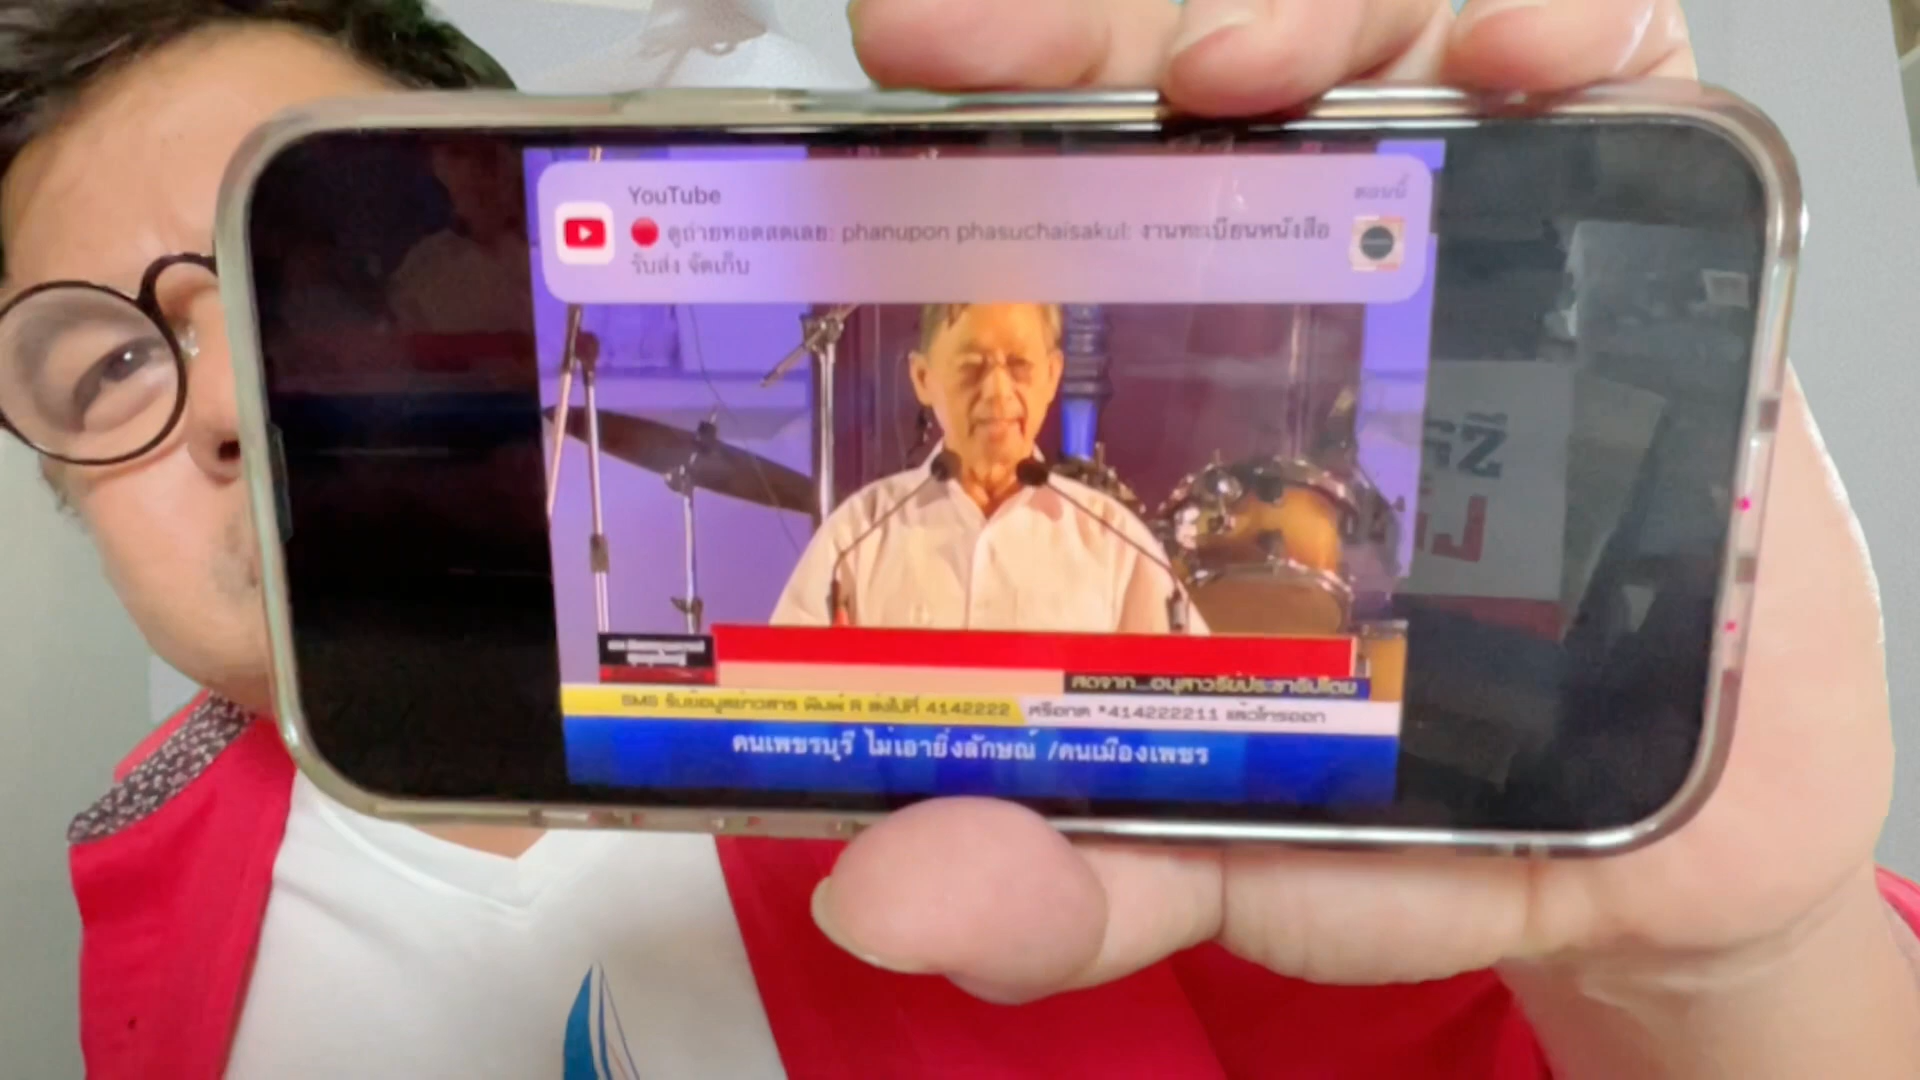 YouTube
ตอนนี้
🔴 ดูถ่ายทอดสดเลย: phanupon phasuchaisakul: งานทะเบียนหนังสือ
รับส่ง จัดเก็บ
สดจาก...อนุสาวรีย์ประชาธิปไตย
SMS รับข้อมูลข่าวสาร พิมพ์ R ส่งไปที่ 4142222 หรือกด *414222211 แล้วโทรออก
คนเพชรบุรี ไม่เอายิ่งลักษณ์ /คนเมืองเพชร